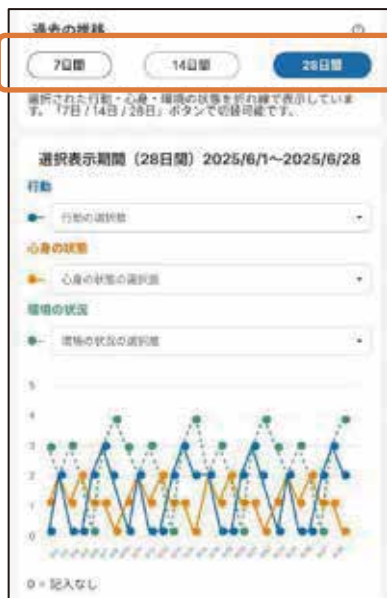 過去の推移
7日間
14日間
28日間
選択された行動・心身・環境の状態を折れ線で表示していま
す。「7日/14日/28日」ボタンで切替可能です。
選択表示期間（28日間）2025/6/1～2025/6/28
行動
行動の選択肢
心身の状態
心身の状態の選択肢
環境の状況
環境の状況の選択肢
5
4
3
2
1
0
0 = 記入なし